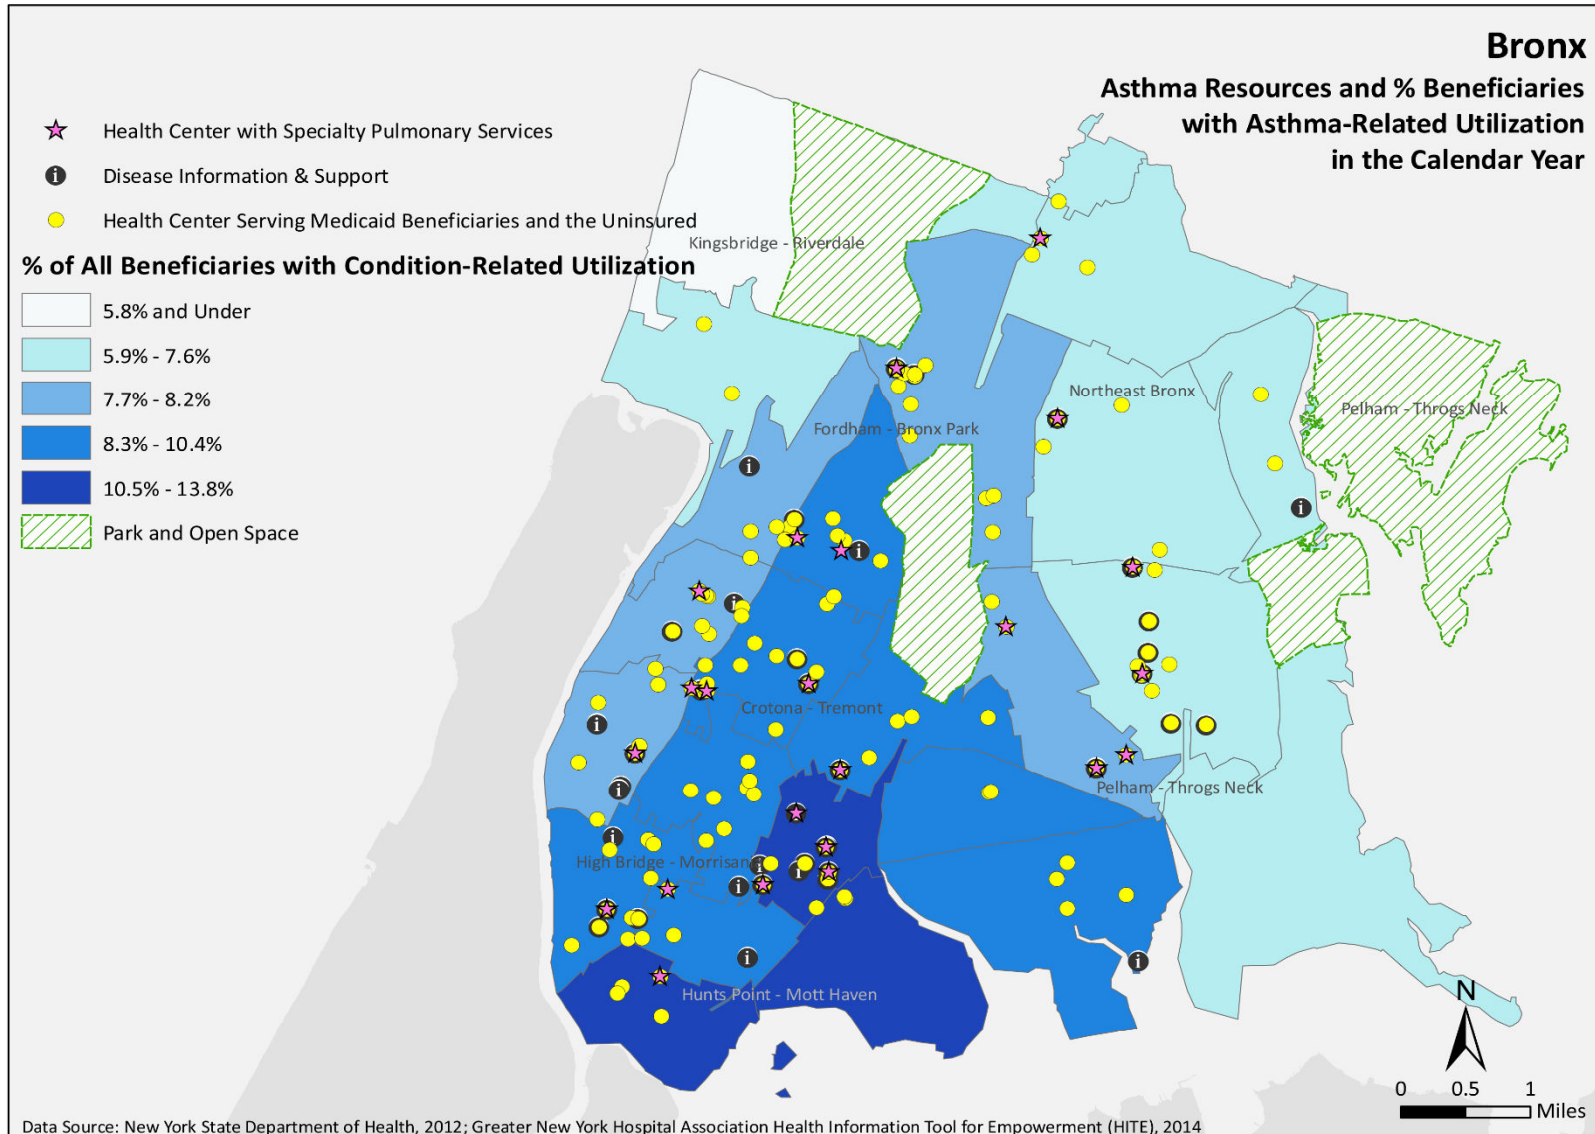 Bronx
Asthma Resources and % Beneficiaries
with Asthma-Related Utilization
in the Calendar Year
Health Center with Specialty Pulmonary Services
Disease Information & Support
Health Center Serving Medicaid Beneficiaries and the Uninsured
% of All Beneficiaries with Condition-Related Utilization
5.8% and Under
5.9% - 7.6%
7.7% - 8.2%
8.3% - 10.4%
10.5% - 13.8%
Park and Open Space
Kingsbridge - Riverdale
Northeast Bronx
Pelham - Throgs Neck
Fordham - Bronx Park
Crotona - Tremont
Pelham - Throgs Neck
High Bridge - Morrisan
Hunts Point - Mott Haven
N
0 0.5 1
Miles
Data Source: New York State Department of Health, 2012; Greater New York Hospital Association Health Information Tool for Empowerment (HITE), 2014